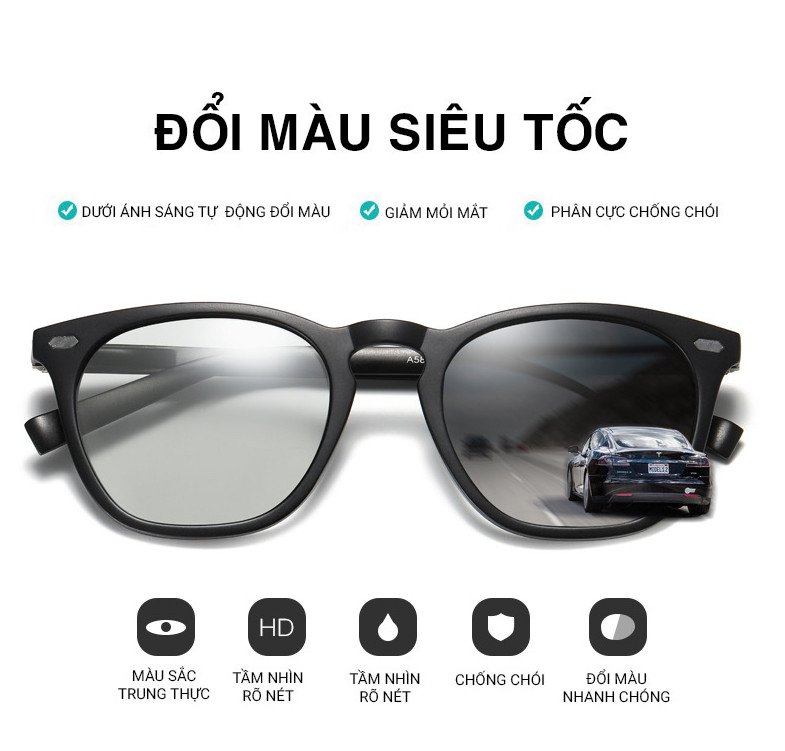 ĐỔI MÀU SIÊU TỐC
DƯỚI ÁNH SÁNG TỰ ĐỘNG ĐỔI MÀU
GIẢM MỎI MẮT
PHÂN CỰC CHỐNG CHÓI
A58
HD
MÀU SẮC
TRUNG THỰC
TẦM NHÌN
RÕ NÉT
TẦM NHÌN
RÕ NÉT
CHỐNG CHÓI
ĐỔI MÀU
NHANH CHÓNG